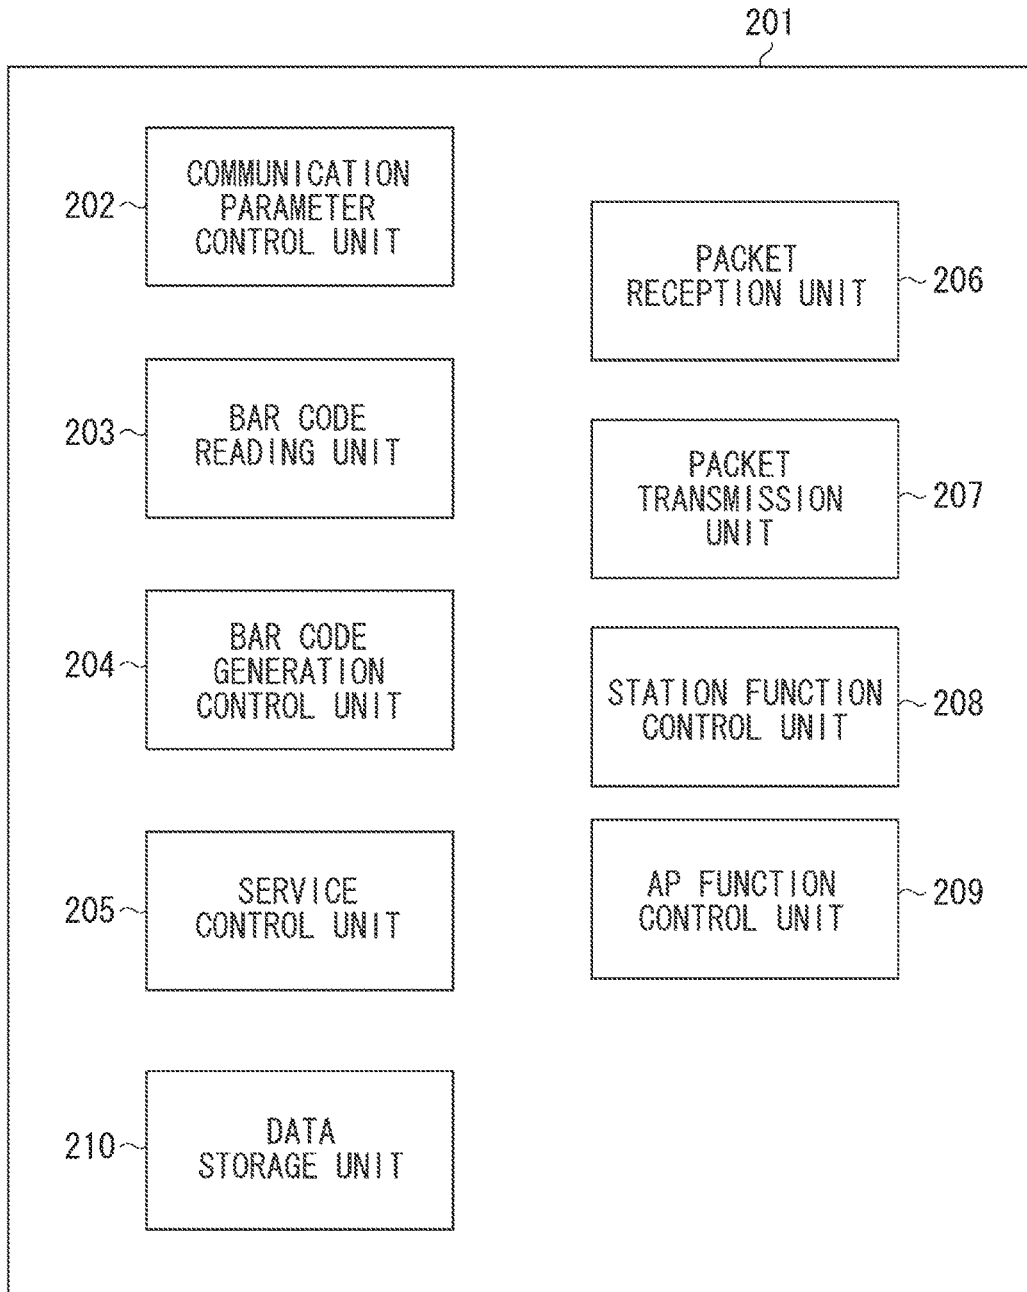 201
202
COMMUNICATION
PARAMETER
CONTROL UNIT
203
BAR CODE
READING UNIT
204
BAR CODE
GENERATION
CONTROL UNIT
205
SERVICE
CONTROL UNIT
210
DATA
STORAGE UNIT
PACKET
RECEPTION UNIT
206
PACKET
TRANSMISSION
UNIT
207
STATION FUNCTION
CONTROL UNIT
208
AP FUNCTION
CONTROL UNIT
209